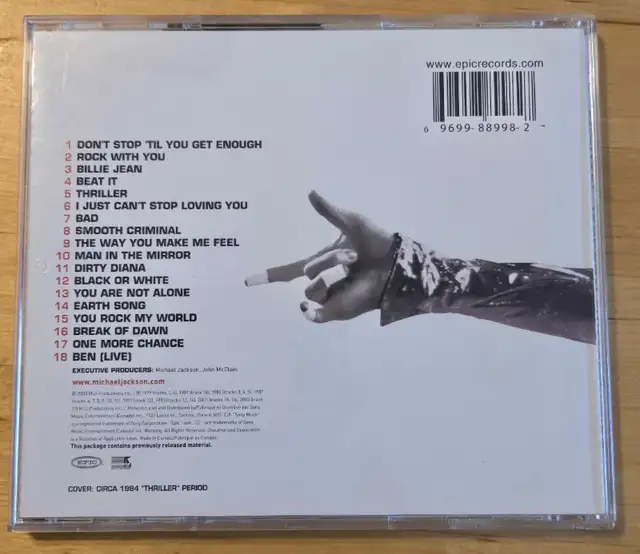 www.epicrecords.com
6 9699-88998-2
1 DON'T STOP 'TIL YOU GET ENOUGH
2 ROCK WITH YOU
3 BILLIE JEAN
4 BEAT IT
5 THRILLER
6 I JUST CAN'T STOP LOVING YOU
7 BAD
8 SMOOTH CRIMINAL
9 THE WAY YOU MAKE ME FEEL
10 MAN IN THE MIRROR
11 DIRTY DIANA
12 BLACK OR WHITE
13 YOU ARE NOT ALONE
14 EARTH SONG
15 YOU ROCK MY WORLD
16 BREAK OF DAWN
17 ONE MORE CHANCE
18 BEN (LIVE)
EXECUTIVE PRODUCERS: Michael Jackson, John McClain
www.michaeljackson.com
This package contains previously released material.
EPIC
COVER: CIRCA 1984 "THRILLER" PERIOD